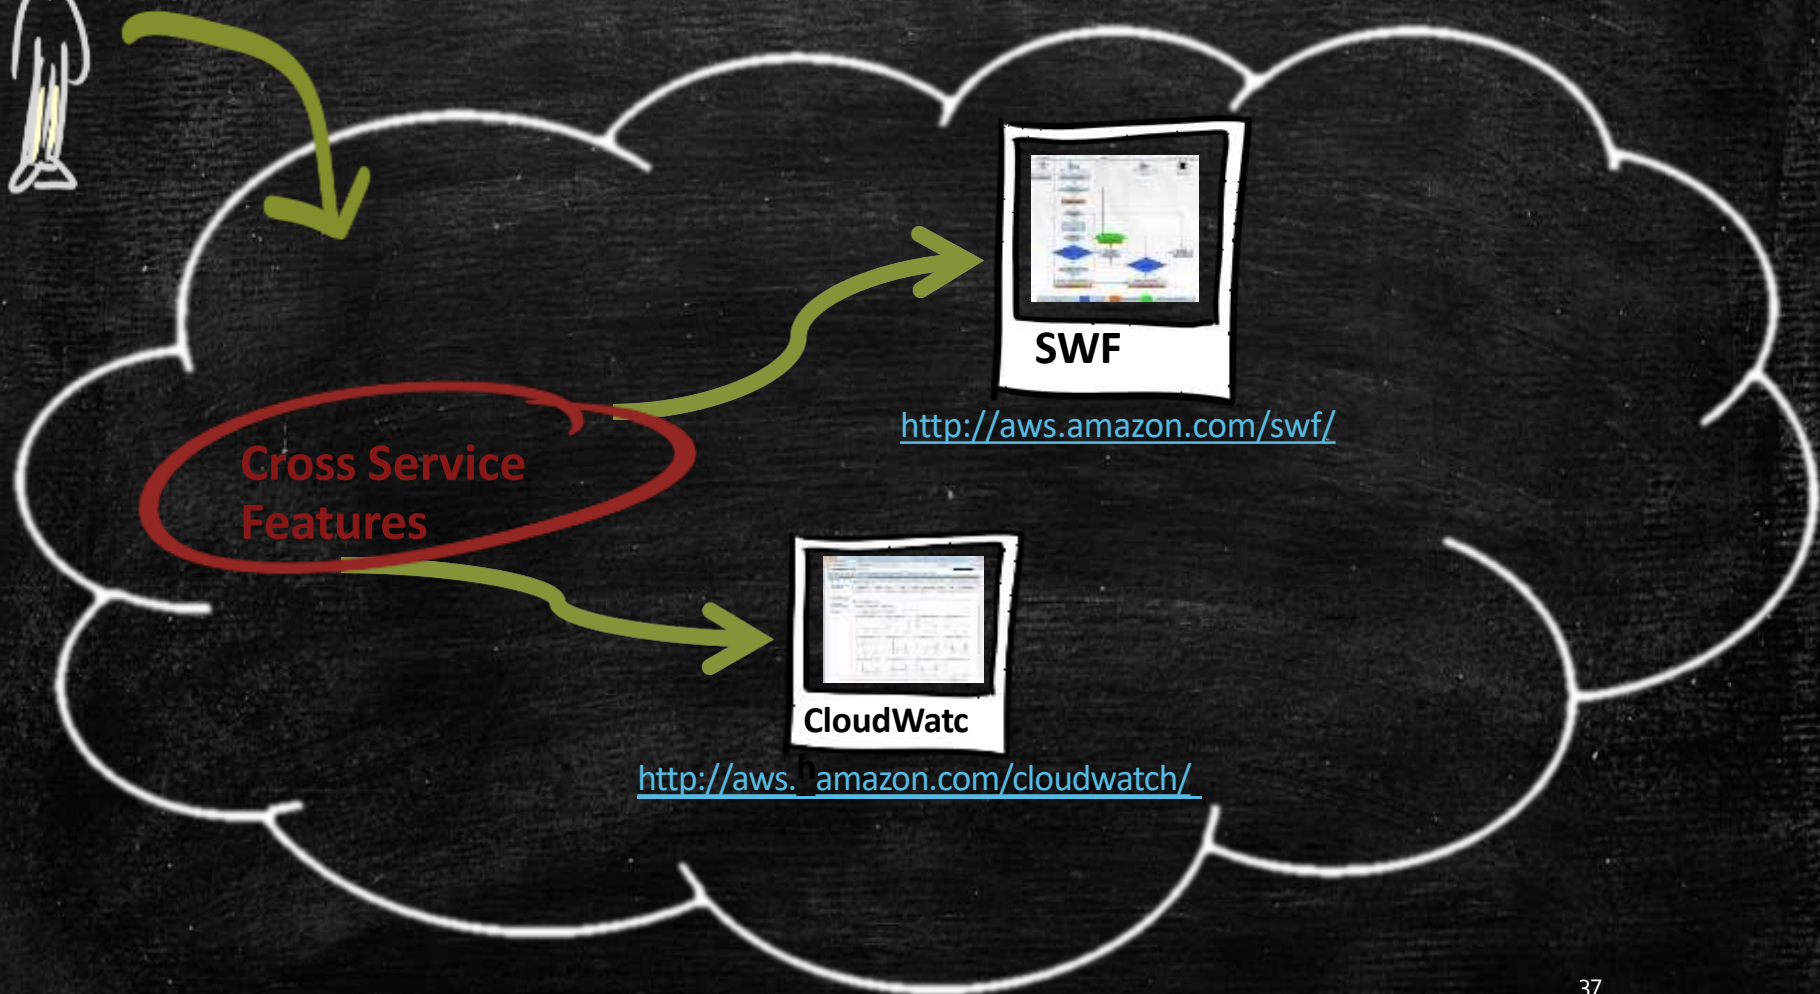 SWF
http://aws.amazon.com/swf/
Cross Service
Features
CloudWatc
h
http://aws.amazon.com/cloudwatch/
37